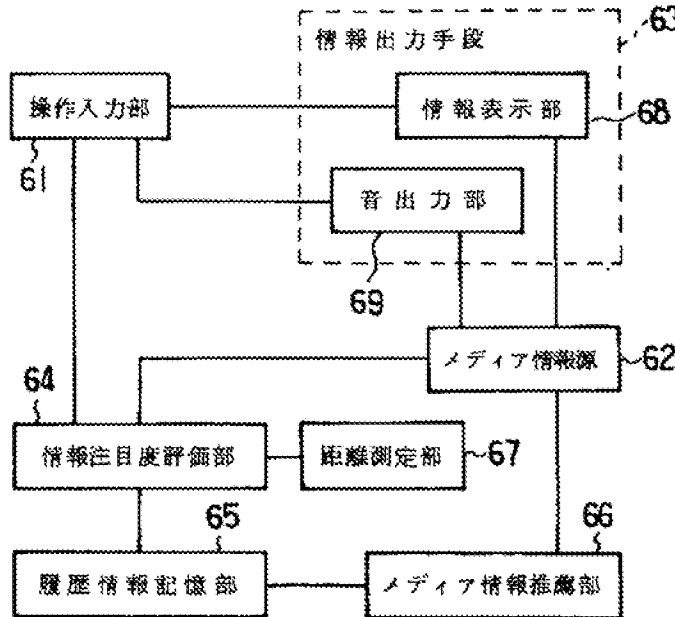 情報出力手段
63
操作入力部
61
情報表示部
68
音出力部
69
メディア情報源
62
64
情報注目度評価部
距離測定部
67
65
履歴情報記憶部
66
メディア情報推薦部